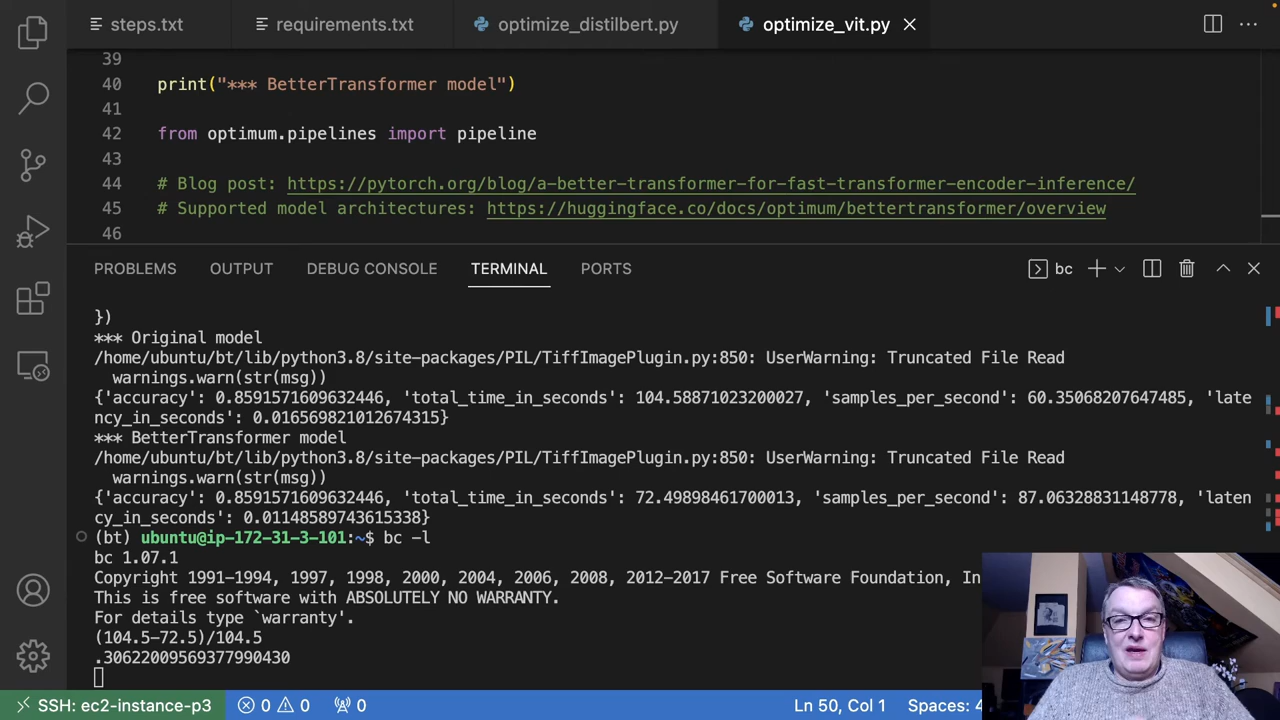 steps.txt
requirements.txt
optimize_distilbert.py
optimize_vit.py
39
40 print("*** BetterTransformer model")
41
42 from optimum.pipelines import pipeline
43
44 # Blog post: https://pytorch.org/blog/a-better-transformer-for-fast-transformer-encoder-inference/
45 # Supported model architectures: https://huggingface.co/docs/optimum/bettertransformer/overview
46
PROBLEMS OUTPUT DEBUG CONSOLE TERMINAL PORTS bc
})
*** Original model
/home/ubuntu/bt/lib/python3.8/site-packages/PIL/TiffImagePlugin.py:850: UserWarning: Truncated File Read
warnings.warn(str(msg))
{'accuracy': 0.8591571609632446, 'total_time_in_seconds': 104.58871023200027, 'samples_per_second': 60.35068207647485, 'late
ncy_in_seconds': 0.016569821012674315}
*** BetterTransformer model
/home/ubuntu/bt/lib/python3.8/site-packages/PIL/TiffImagePlugin.py:850: UserWarning: Truncated File Read
warnings.warn(str(msg))
{'accuracy': 0.8591571609632446, 'total_time_in_seconds': 72.49898461700013, 'samples_per_second': 87.06328831148778, 'laten
cy_in_seconds': 0.01148589743615338}
(bt) ubuntu@ip-172-31-3-101:~$ bc -l
bc 1.07.1
Copyright 1991-1994, 1997, 1998, 2000, 2004, 2006, 2008, 2012-2017 Free Software Foundation, In
This is free software with ABSOLUTELY NO WARRANTY.
For details type `warranty'.
(104.5-72.5)/104.5
.30622009569377990430
SSH: ec2-instance-p3 0 0 0 Ln 50, Col 1 Spaces: 4